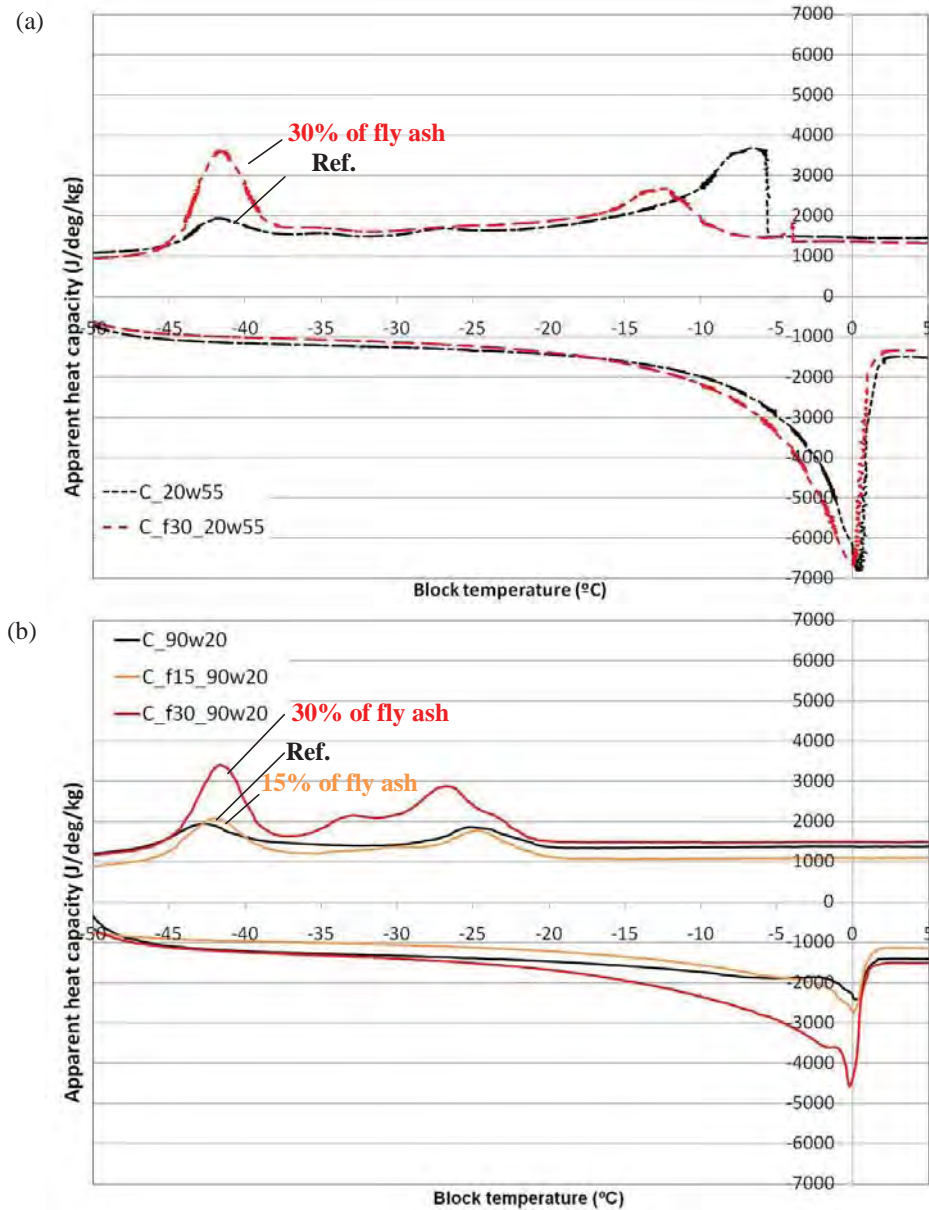 (a)
7000
6000
5000
4000
3000
2000
1000
0
-1000
-2000
-3000
-4000
-5000
-6000
-7000
Apparent heat capacity (J/deg/kg)
30% of fly ash
Ref.
-50 -45 -40 -35 -30 -25 -20 -15 -10 -5 0 5
C_20w55
C_f30_20w55
Block temperature (ºC)
(b)
7000
6000
5000
4000
3000
2000
1000
0
-1000
-2000
-3000
-4000
-5000
-6000
-7000
Apparent heat capacity (J/deg/kg)
C_90w20
C_f15_90w20
C_f30_90w20
30% of fly ash
Ref.
15% of fly ash
-50 -45 -40 -35 -30 -25 -20 -15 -10 -5 0 5
Block temperature (ºC)